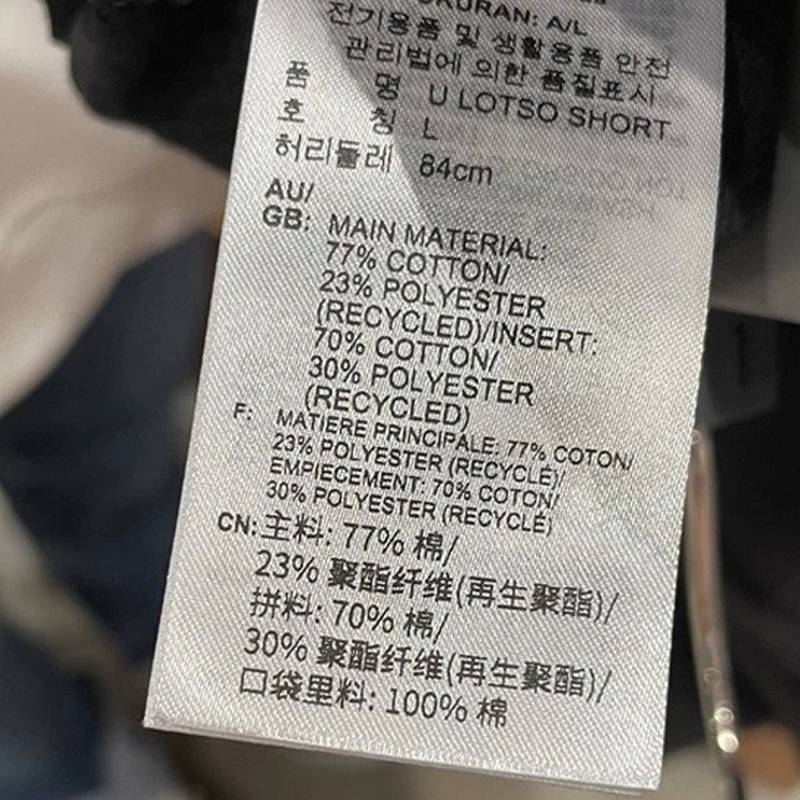 UKURAN: A/L
전기용품 및 생활용품 안전
관리법에 의한 품질표시
품 명 U LOTSO SHORT
호 칭 L
허리둘레 84cm
AU/
GB: MAIN MATERIAL:
77% COTTON/
23% POLYESTER
(RECYCLED)/INSERT:
70% COTTON/
30% POLYESTER
(RECYCLED)
F: MATIERE PRINCIPALE: 77% COTON/
23% POLYESTER (RECYCLÉ)/
EMPIECEMENT: 70% COTON/
30% POLYESTER (RECYCLÉ)
CN: 主料: 77% 棉/
23% 聚酯纤维(再生聚酯)/
拼料: 70% 棉/
30% 聚酯纤维(再生聚酯)/
口袋里料: 100% 棉